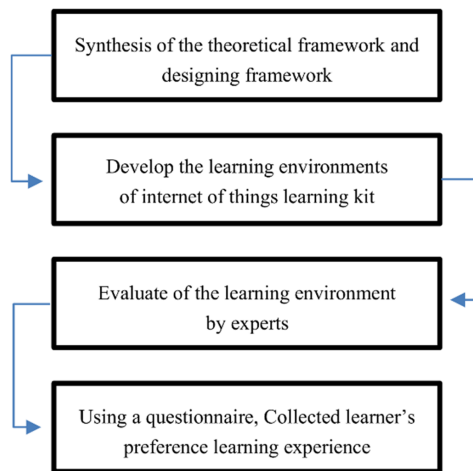 Synthesis of the theoretical framework and
designing framework
Develop the learning environments
of internet of things learning kit
Evaluate of the learning environment
by experts
Using a questionnaire, Collected learner's
preference learning experience